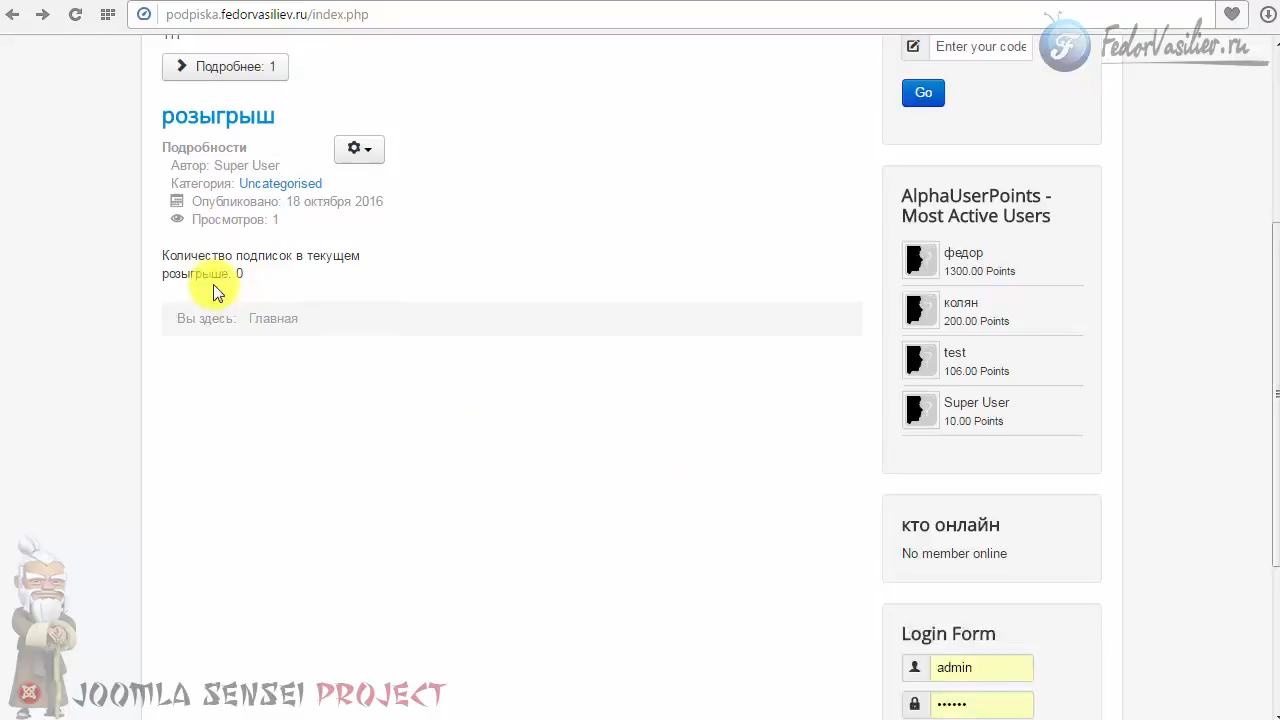 podpiska.fedorvasiliev.ru/index.php
FedorVasiliev.ru
Подробнее: 1
розыгрыш
Подробности
Автор: Super User
Категория: Uncategorised
Опубликовано: 18 октября 2016
Просмотров: 1
Количество подписок в текущем
розыгрыше: 0
Вы здесь: Главная
Enter your code
Go
AlphaUserPoints -
Most Active Users
федор
1300.00 Points
колян
200.00 Points
test
106.00 Points
Super User
10.00 Points
кто онлайн
No member online
Login Form
admin
••••••
JOOMLA SENSEI PROJECT